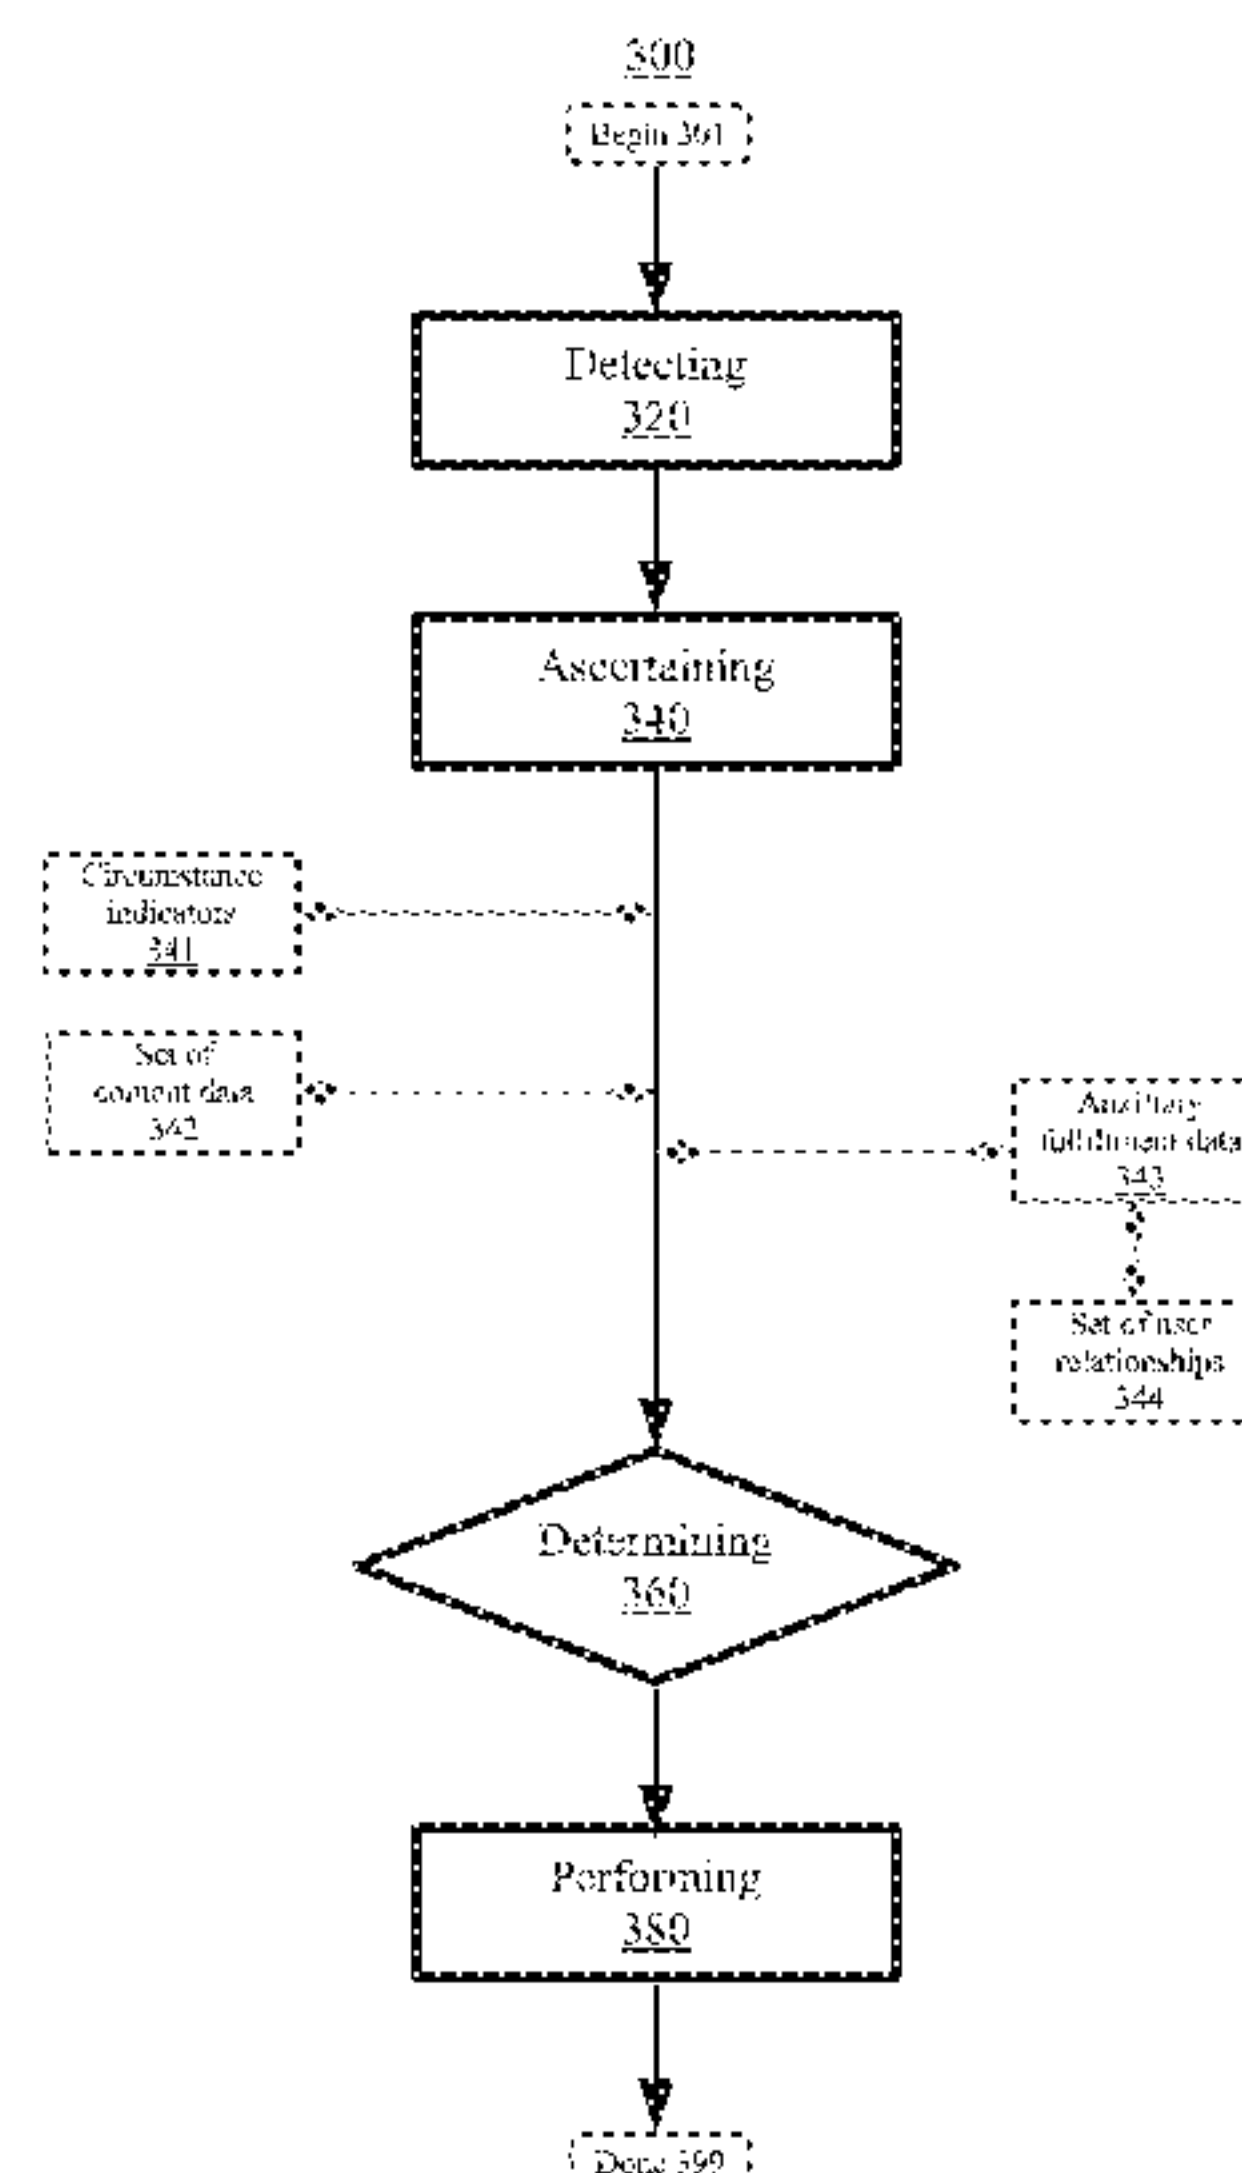 300
Begin 301
Detecting
320
Ascertaining
340
Circumstance
indicators
341
Set of
content data
342
Auxiliary
fulfillment data
343
Set of user
relationships
344
Determining
360
Performing
380
Done 399